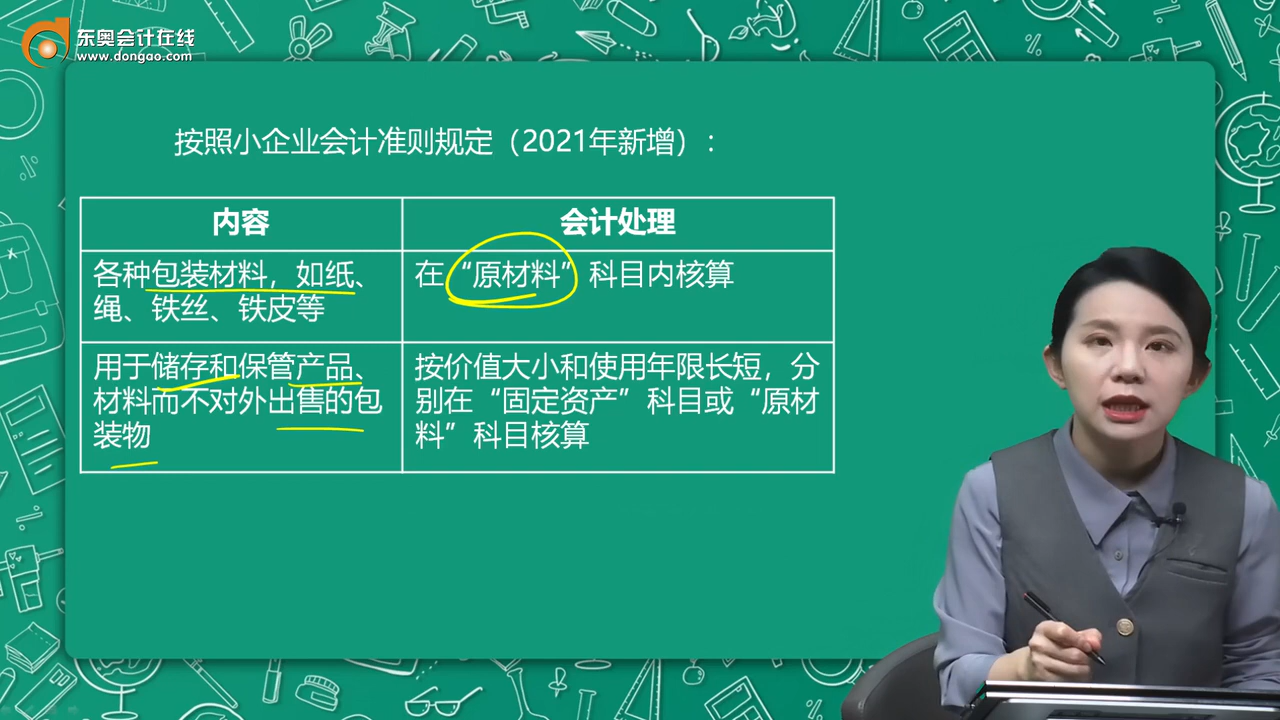 东奥会计在线
www.dongao.com
按照小企业会计准则规定（2021年新增）：
内容
会计处理
各种包装材料，如纸、
绳、铁丝、铁皮等
在“原材料”科目内核算
用于储存和保管产品、
材料而不对外出售的包
装物
按价值大小和使用年限长短，分
别在“固定资产”科目或“原材
料”科目核算